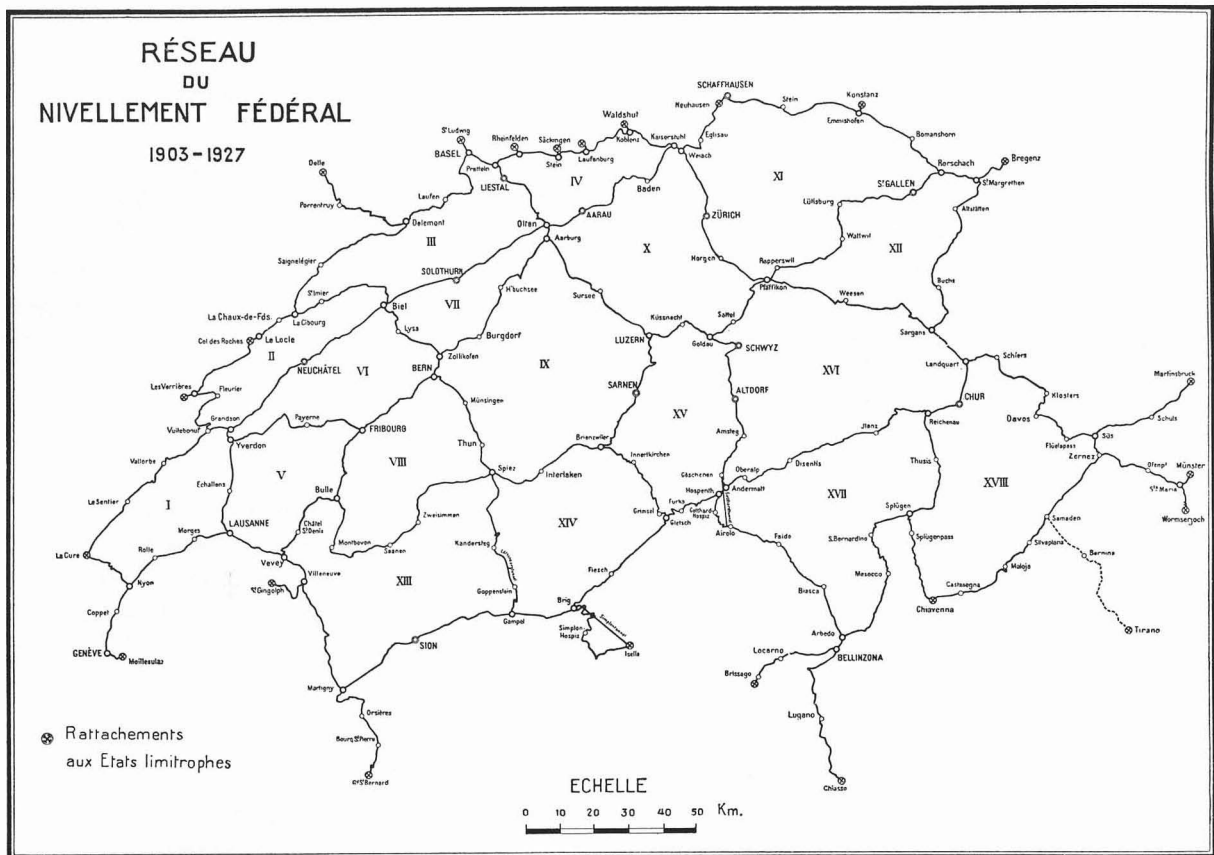 RÉSEAU
DU
NIVELLEMENT FÉDÉRAL
1903-1927
SCHAFFHAUSEN
Neuhausen
Stein
Konstanz
Emmishofen
Romanshorn
Eglisau
Waldshut
Koblenz
Kaiserstuhl
Weiach
St Ludwig
BASEL
Rheinfelden
Säckingen
Stein
Laufenburg
Pratteln
LIESTAL
IV
Baden
XI
Rorschach
Bregenz
St Margrethen
St GALLEN
Delle
Porrentruy
Laufen
Delémont
III
Olten
AARAU
Aarburg
X
ZÜRICH
Horgen
Lütisburg
Wattwil
XII
Altstätten
Rapperswil
Pfäffikon
Weesen
Buchs
Sargans
Saignelégier
SOLOTHURN
St Imier
La Chaux-de-Fds.
La Cibourg
Biel
VII
H'buchsee
Sursee
Lyss
Burgdorf
Küssnacht
Sattel
LUZERN
Goldau
SCHWYZ
Col des Roches
Le Locle
II
NEUCHÂTEL
VI
Zollikofen
BERN
IX
SARNEN
ALTDORF
XVI
Landquart
Schiers
Klosters
Martinsbruck
Les Verrières
Fleurier
Münsingen
XV
CHUR
Reichenau
Davos
Schuls
Flüelapass
Süs
Zernez
Grandson
Vuiteboeuf
Yverdon
Payerne
FRIBOURG
Thun
Brienzwiler
Amsteg
Ilanz
Ofenpf
Münster
Sta Maria
Wormserjoch
Vallorbe
Echallens
V
VIII
Spiez
Interlaken
Innertkirchen
Göschenen
Oberalp
Disentis
Andermatt
Thusis
XVIII
Le Sentier
I
Bulle
Zweisimmen
Hospenth
Furka
Grimsel
Gletsch
Gotthard
Hospiz
Airolo
XVII
Splügen
Splügenpass
Samaden
Morges
LAUSANNE
Châtel
St Denis
Montbovon
Saanen
Kandersteg
XIV
Faido
S. Bernardino
Silvaplana
Bernina
La Cure
Rolle
Vevey
Villeneuve
XIII
Fiesch
Mesocco
Maloja
Castasegna
Nyon
St Gingolph
Goppenstein
Biasca
Chiavenna
Coppet
Gampel
Brig
Simplon
Hospiz
Iselle
Tirano
GENÈVE
Meillesulaz
SION
Arbedo
BELLINZONA
Locarno
Brissago
Martigny
Orsières
Bourg St Pierre
Gd St Bernard
Lugano
Chiasso
Rattachements
aux Etats limitrophes
ECHELLE
0 10 20 30 40 50 Km.